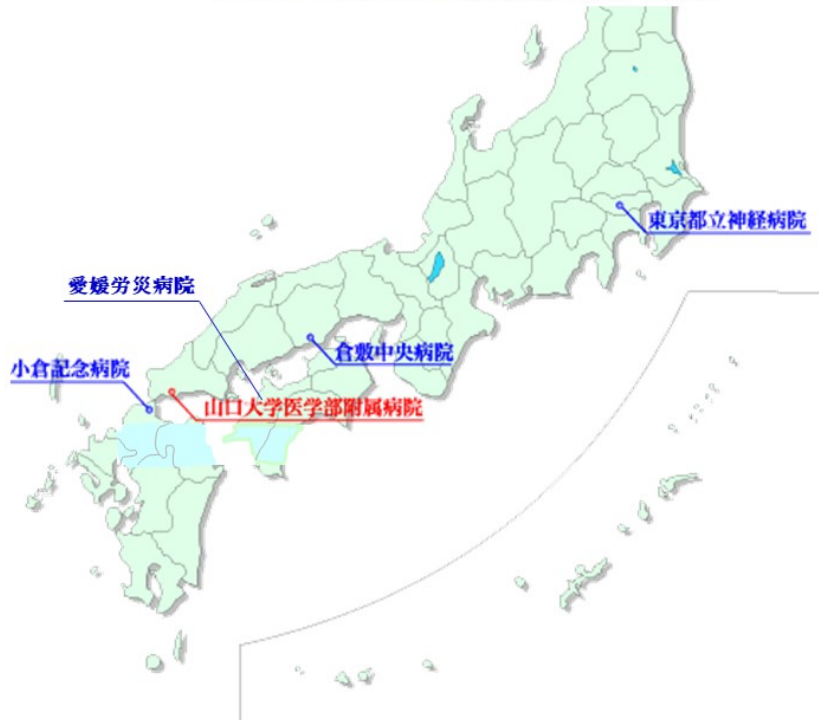 東京都立神経病院
愛媛労災病院
倉敷中央病院
小倉記念病院
山口大学医学部附属病院